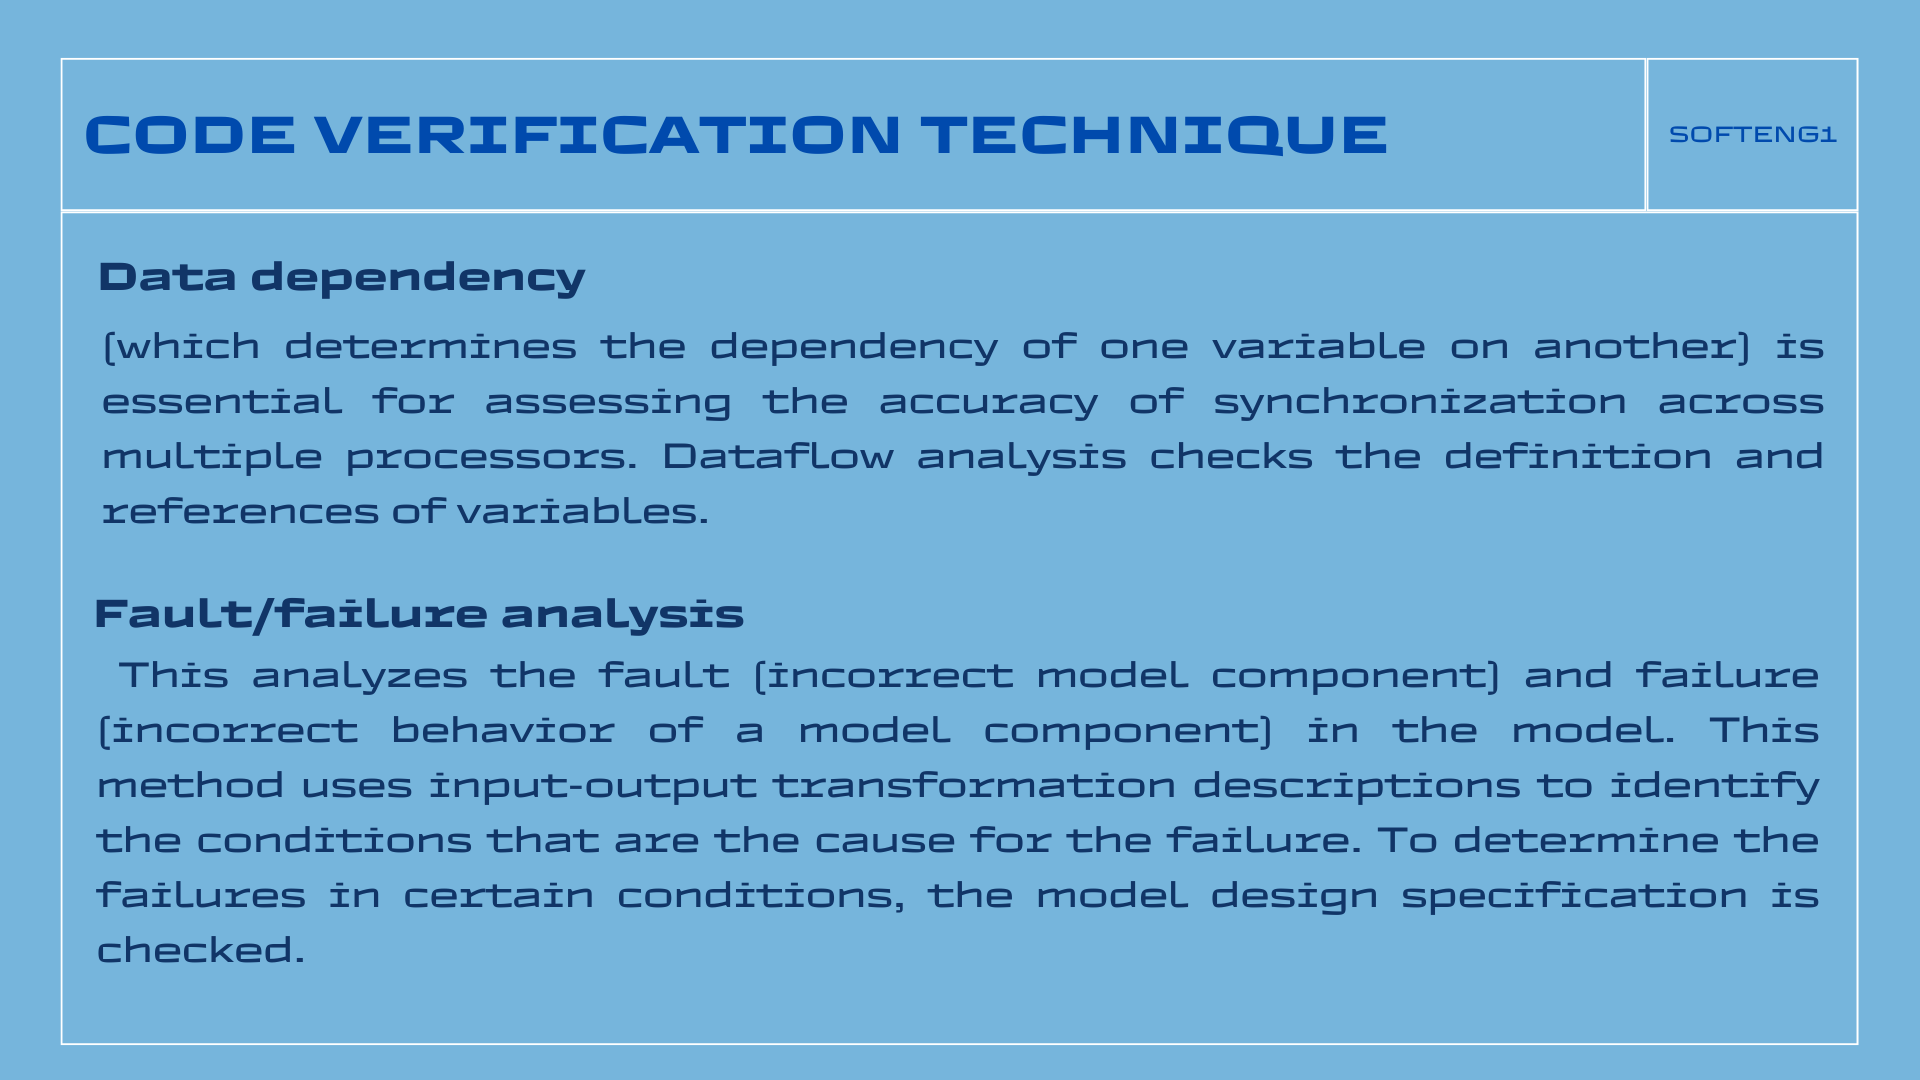 CODE VERIFICATION TECHNIQUE
SOFTENG1
Data dependency
(which determines the dependency of one variable on another) is
essential for assessing the accuracy of synchronization across
multiple processors. Dataflow analysis checks the definition and
references of variables.
Fault/failure analysis
This analyzes the fault (incorrect model component) and failure
(incorrect behavior of a model component) in the model. This
method uses input-output transformation descriptions to identify
the conditions that are the cause for the failure. To determine the
failures in certain conditions, the model design specification is
checked.